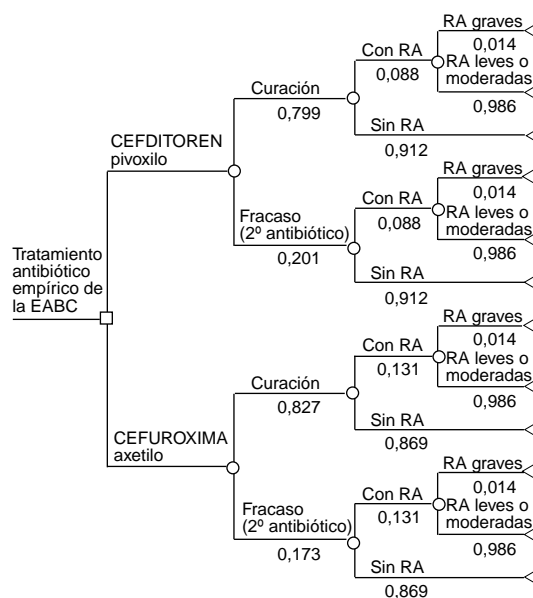 Tratamiento
antibiótico
empírico de
la EABC
CEFDITOREN
pivoxilo
Curación
0,799
Con RA
0,088
RA graves
0,014
RA leves o
moderadas
0,986
Sin RA
0,912
Fracaso
(2º antibiótico)
0,201
Con RA
0,088
RA graves
0,014
RA leves o
moderadas
0,986
Sin RA
0,912
CEFUROXIMA
axetilo
Curación
0,827
Con RA
0,131
RA graves
0,014
RA leves o
moderadas
0,986
Sin RA
0,869
Fracaso
(2º antibiótico)
0,173
Con RA
0,131
RA graves
0,014
RA leves o
moderadas
0,986
Sin RA
0,869